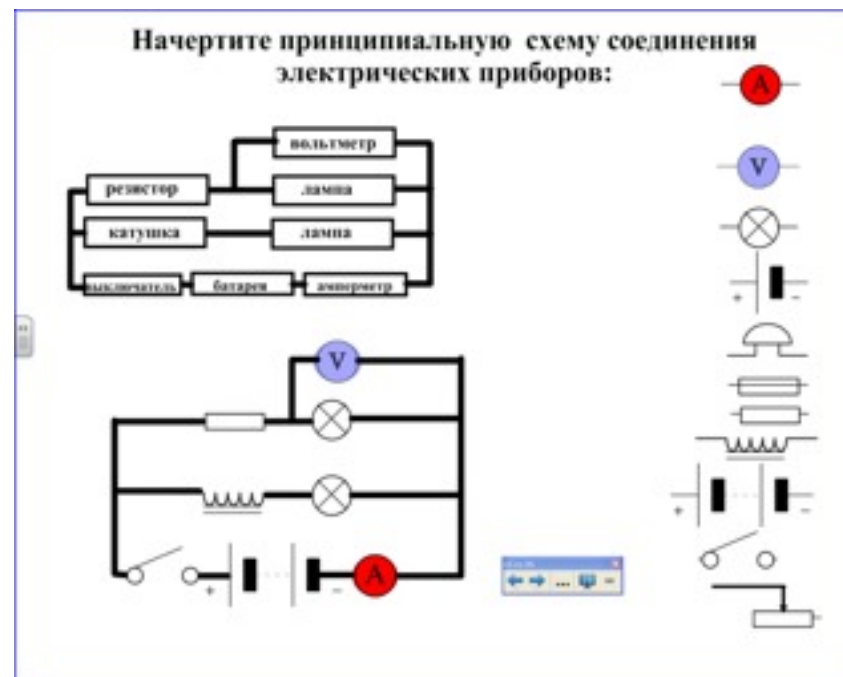 Начертите принципиальную схему соединения
электрических приборов:
вольтметр
резистор
лампа
катушка
лампа
выключатель
батарея
амперметр
A
V
+
−
+
−
V
+
−
A